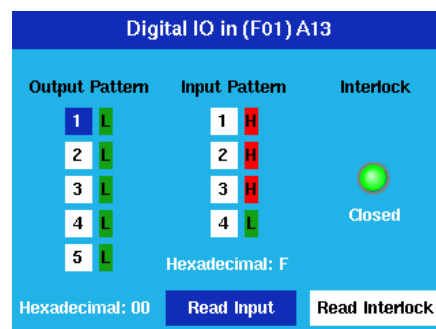 Digital IO in (F01) A13
Output Pattern Input Pattern Interlock
1 L 1 H
2 L 2 H
3 L 3 H
4 L 4 L Closed
5 L Hexadecimal: F
Hexadecimal: 00 Read Input Read Interlock